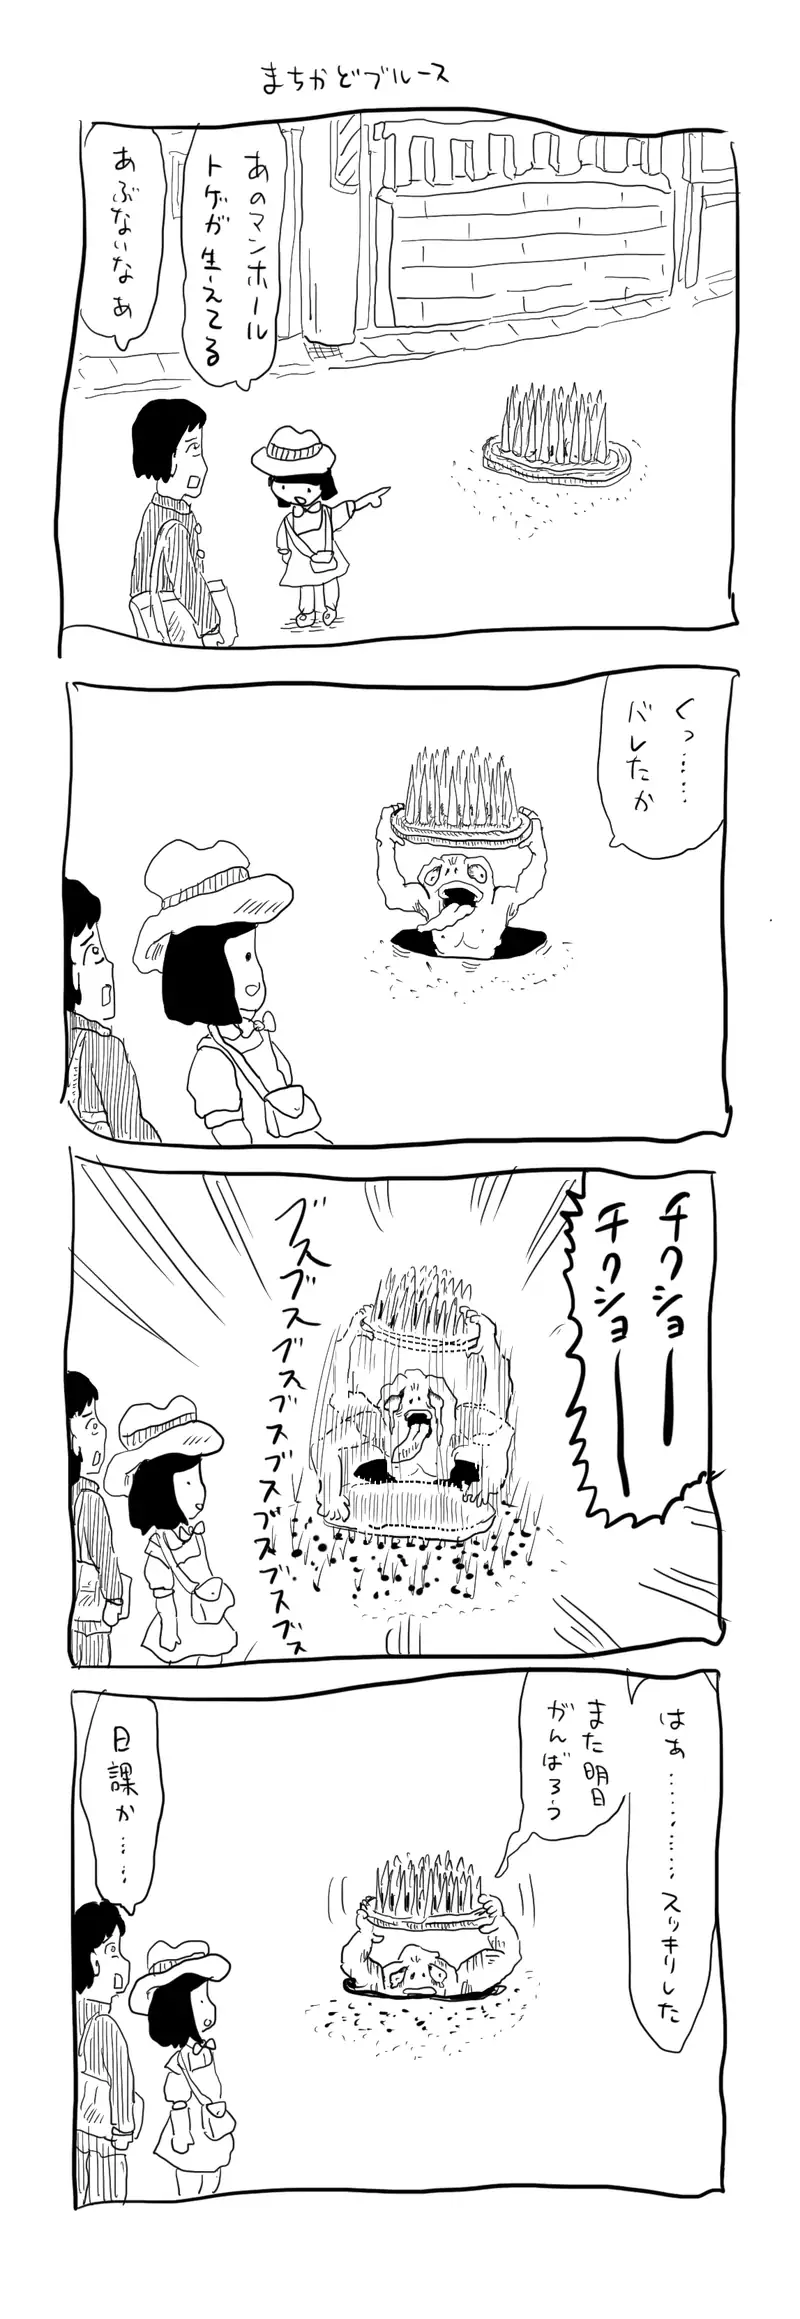 まちかどブルース
あのマンホール
トゲが生えてる
あぶないなぁ
くっ……
バレたか
チクショー
チクショー
ブスブスブスブスブスブスブスブス
はぁ…………スッキリした
また明日
がんばろう
日課か……